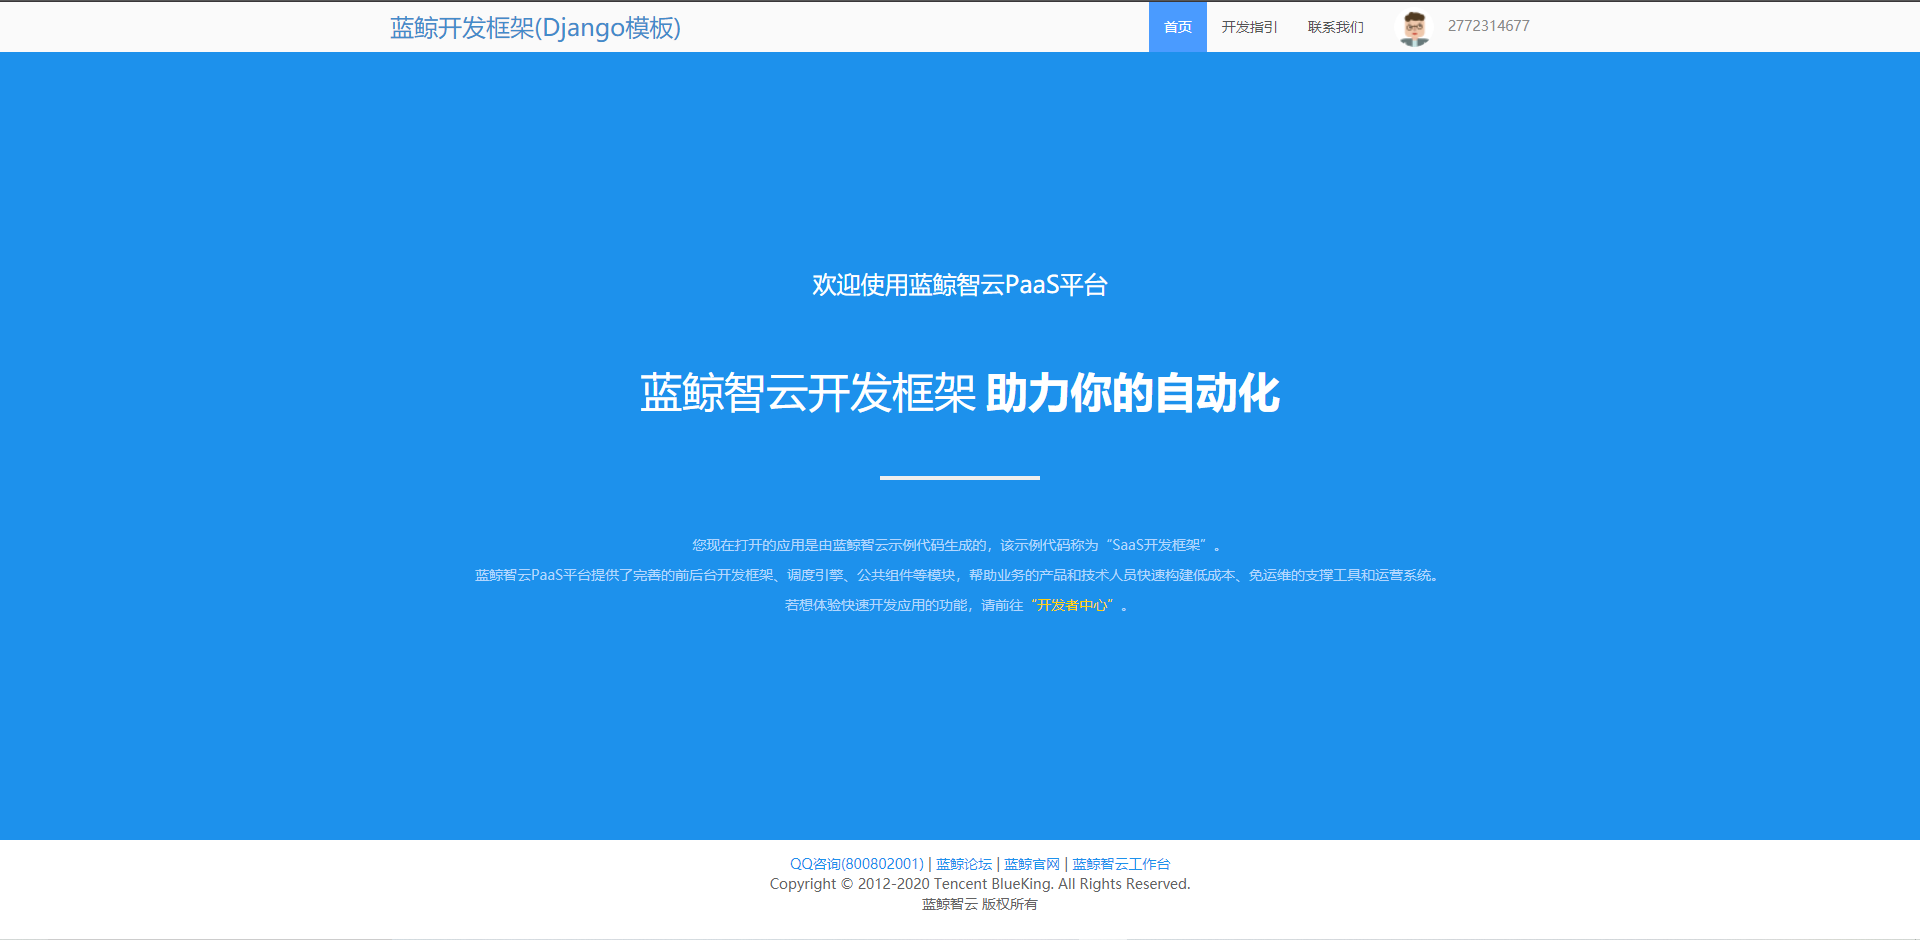 蓝鲸开发框架(Django模板)
首页 开发指引 联系我们 2772314677
欢迎使用蓝鲸智云PaaS平台
蓝鲸智云开发框架 助力你的自动化
您现在打开的应用是由蓝鲸智云示例代码生成的，该示例代码称为“SaaS开发框架”。
蓝鲸智云PaaS平台提供了完善的前后台开发框架、调度引擎、公共组件等模块，帮助业务的产品和技术人员快速构建低成本、免运维的支撑工具和运营系统。
若想体验快速开发应用的功能，请前往“开发者中心”。
QQ咨询(800802001) | 蓝鲸论坛 | 蓝鲸官网 | 蓝鲸智云工作台
Copyright © 2012-2020 Tencent BlueKing. All Rights Reserved.
蓝鲸智云 版权所有